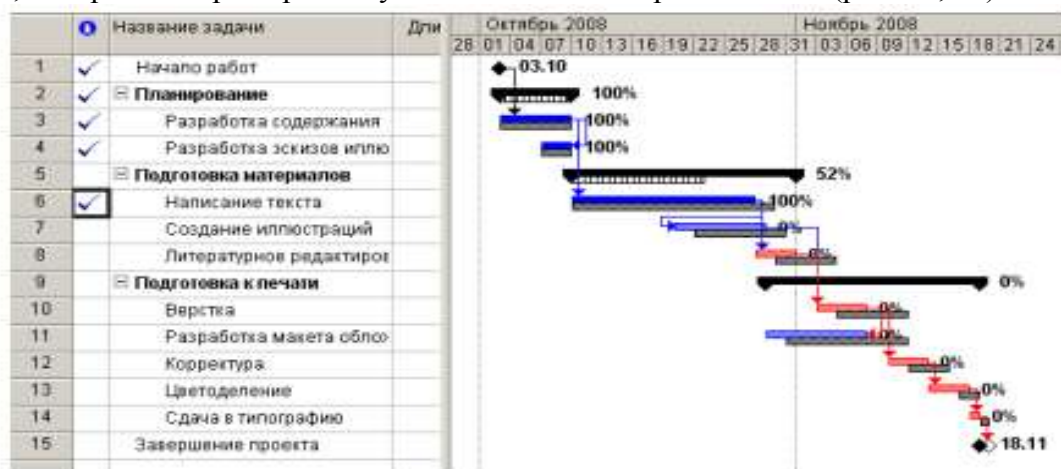 Название задачи Дли Октябрь 2008 Ноябрь 2008
28 01 04 07 10 13 16 19 22 25 28 31 03 06 09 12 15 18 21 24
1 Начало работ 03.10
2 Планирование 100%
3 Разработка содержания 100%
4 Разработка эскизов иллю 100%
5 Подготовка материалов 52%
6 Написание текста 100%
7 Создание иллюстраций 0%
8 Литературное редактиров 0%
9 Подготовка к печати 0%
10 Верстка 0%
11 Разработка макета обло 0%
12 Корректура 0%
13 Цветоделение 0%
14 Сдача в типографию 0%
15 Завершение проекта 18.11